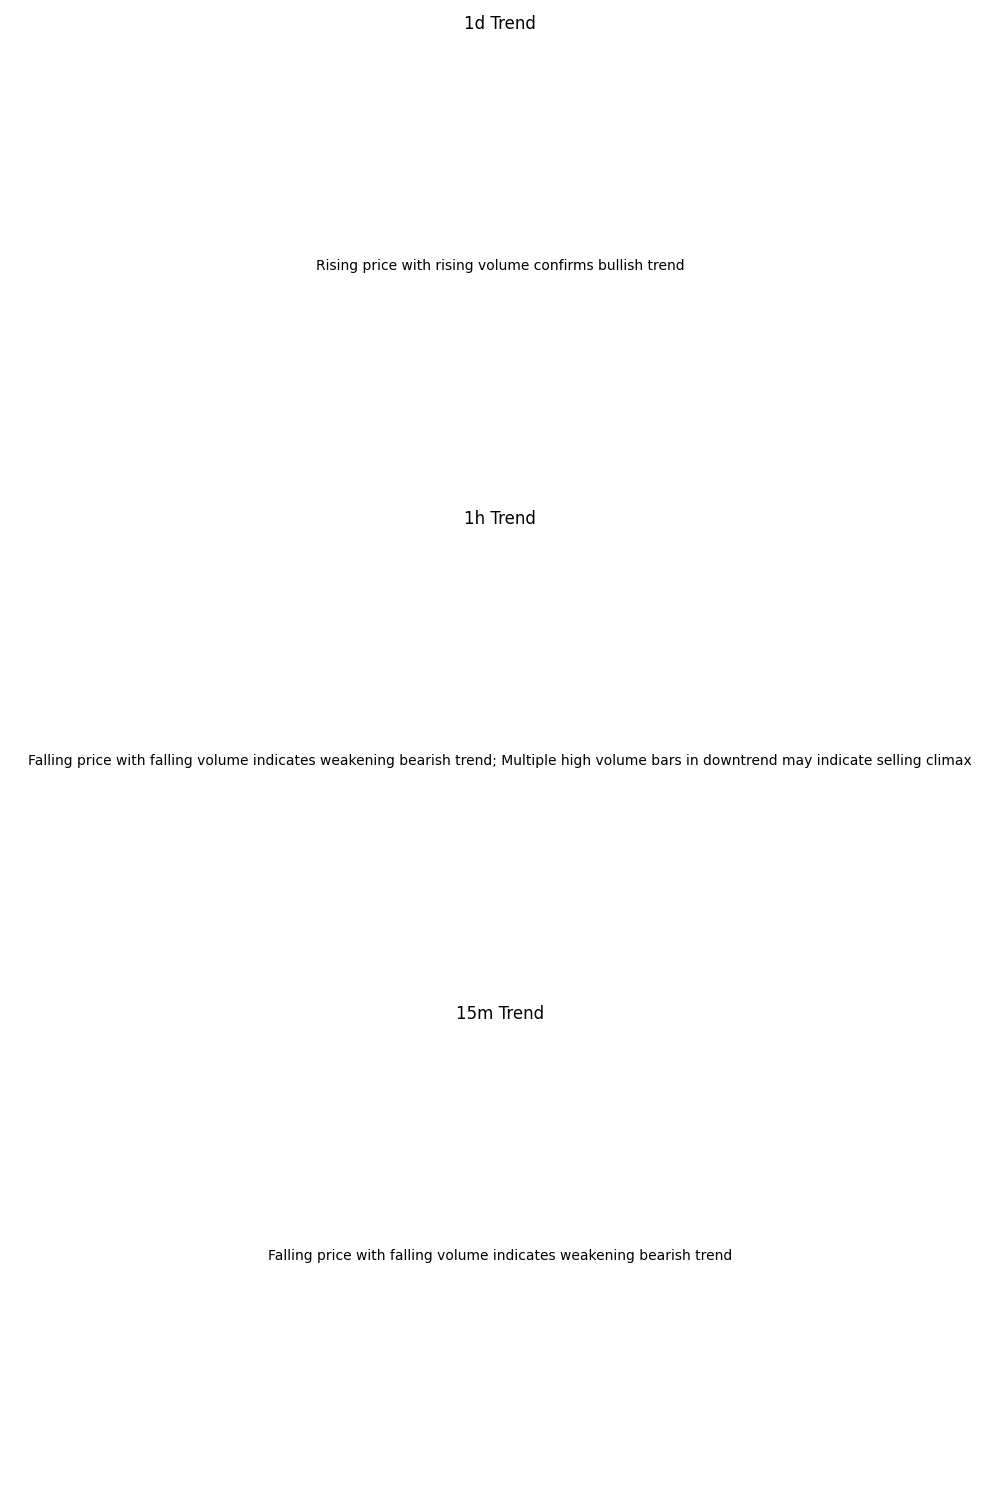 1d Trend
Rising price with rising volume confirms bullish trend
1h Trend
Falling price with falling volume indicates weakening bearish trend; Multiple high volume bars in downtrend may indicate selling climax
15m Trend
Falling price with falling volume indicates weakening bearish trend